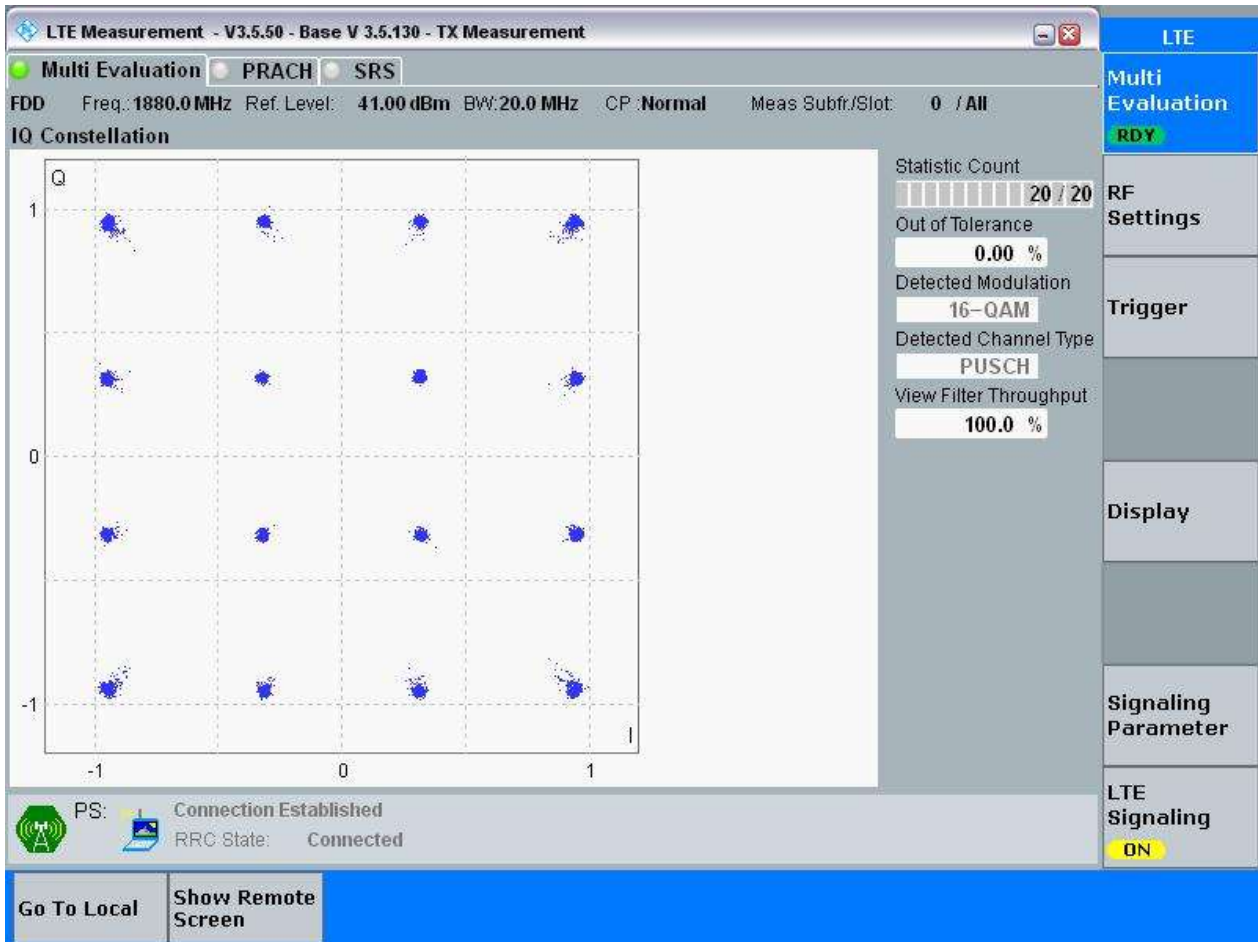 LTE Measurement - V3.5.50 - Base V 3.5.130 - TX Measurement
LTE
Multi Evaluation PRACH SRS
Multi
Evaluation
RDY
FDD Freq.: 1880.0 MHz Ref. Level: 41.00 dBm BW: 20.0 MHz CP : Normal Meas Subfr./Slot: 0 / All
IQ Constellation
Q
1
0
-1
I
-1 0 1
Statistic Count
20 / 20
Out of Tolerance
0.00 %
Detected Modulation
16-QAM
Detected Channel Type
PUSCH
View Filter Throughput
100.0 %
RF
Settings
Trigger
Display
Signaling
Parameter
LTE
Signaling
ON
PS: Connection Established
RRC State: Connected
Go To Local
Show Remote
Screen